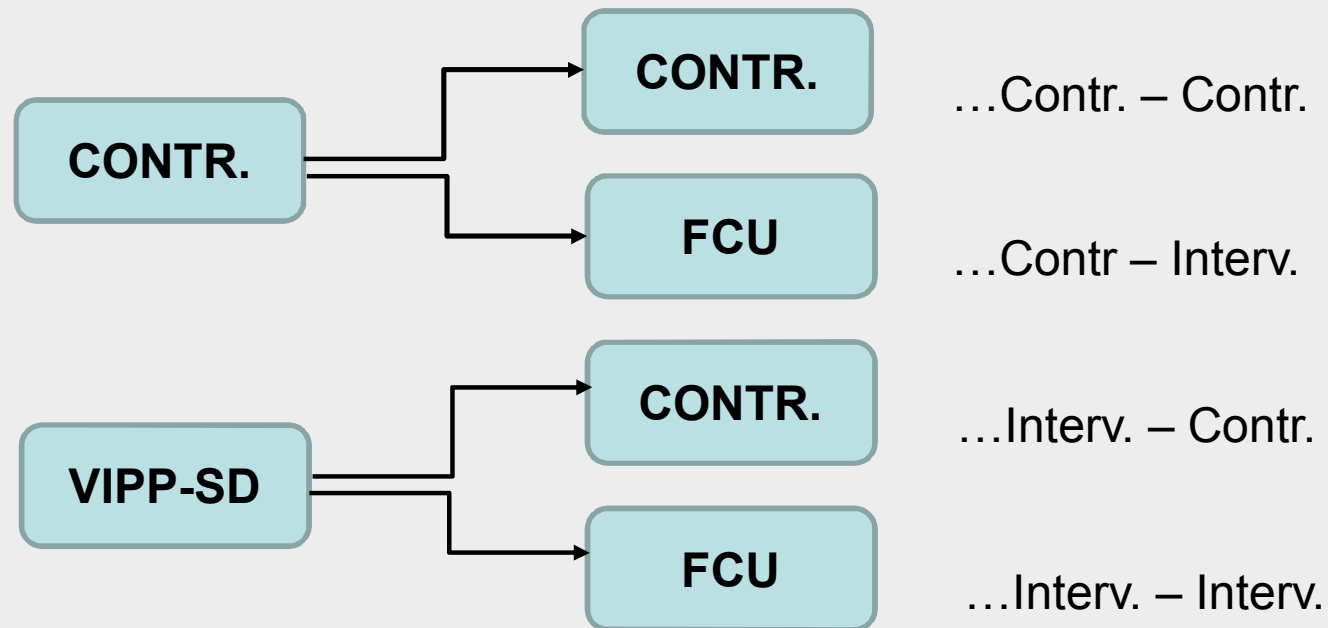 CONTR.
…Contr. – Contr.
CONTR.
FCU
…Contr – Interv.
CONTR.
…Interv. – Contr.
VIPP-SD
FCU
…Interv. – Interv.